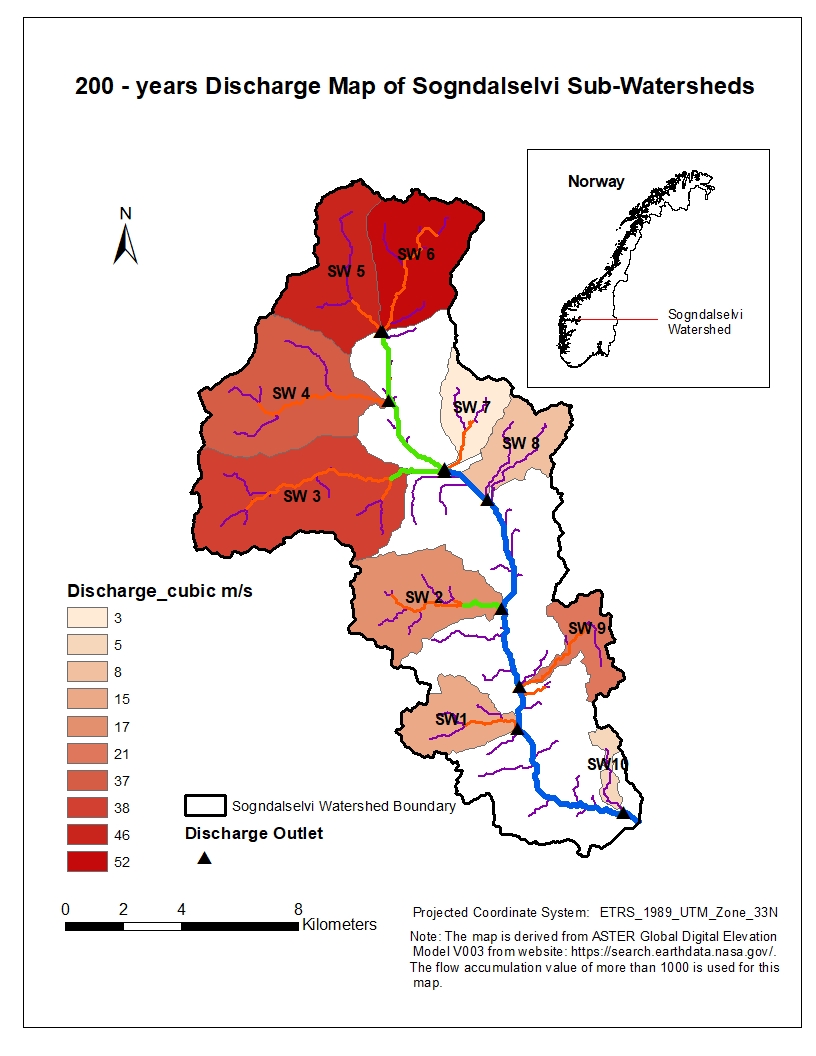 200 - years Discharge Map of Sogndalselvi Sub-Watersheds
Norway
Sogndalselvi
Watershed
N
SW 5
SW 6
SW 4
SW 7
SW 8
SW 3
SW 2
SW 9
SW1
SW10
Discharge_cubic m/s
3
5
8
15
17
21
37
38
46
52
Sogndalselvi Watershed Boundary
Discharge Outlet
0 2 4 8
Kilometers
Projected Coordinate System: ETRS_1989_UTM_Zone_33N
Note: The map is derived from ASTER Global Digital Elevation
Model V003 from website: https://search.earthdata.nasa.gov/.
The flow accumulation value of more than 1000 is used for this
map.